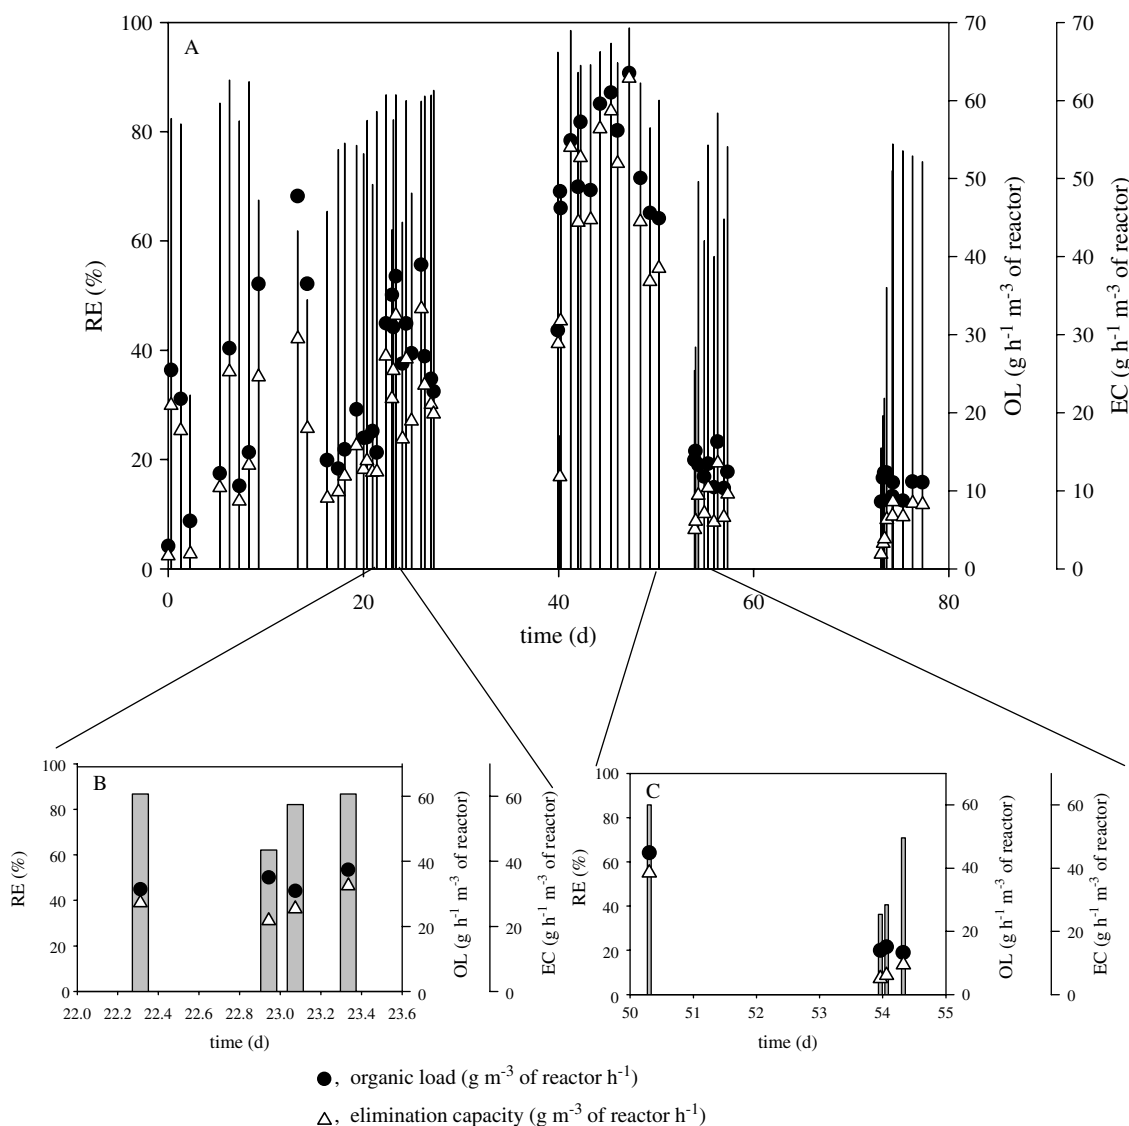 A
100
80
60
40
20
0
RE (%)
0
20
40
60
80
time (d)
70
60
50
40
30
20
10
0
OL (g h⁻¹ m⁻³ of reactor)
70
60
50
40
30
20
10
0
EC (g h⁻¹ m⁻³ of reactor)
B
100
80
60
40
20
0
RE (%)
22.0 22.2 22.4 22.6 22.8 23.0 23.2 23.4 23.6
time (d)
60
40
20
0
OL (g h⁻¹ m⁻³ of reactor)
60
40
20
0
EC (g h⁻¹ m⁻³ of reactor)
C
100
80
60
40
20
0
RE (%)
50 51 52 53 54 55
time (d)
60
40
20
0
OL (g h⁻¹ m⁻³ of reactor)
60
40
20
0
EC (g h⁻¹ m⁻³ of reactor)
, organic load (g m⁻³ of reactor h⁻¹)
, elimination capacity (g m⁻³ of reactor h⁻¹)